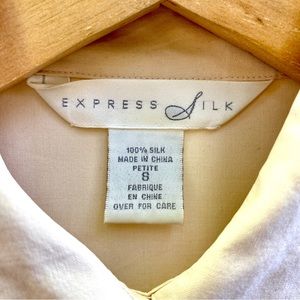 EXPRESS SILK
100% SILK
MADE IN CHINA
PETITE
S
FABRIQUE
EN CHINE
OVER FOR CARE